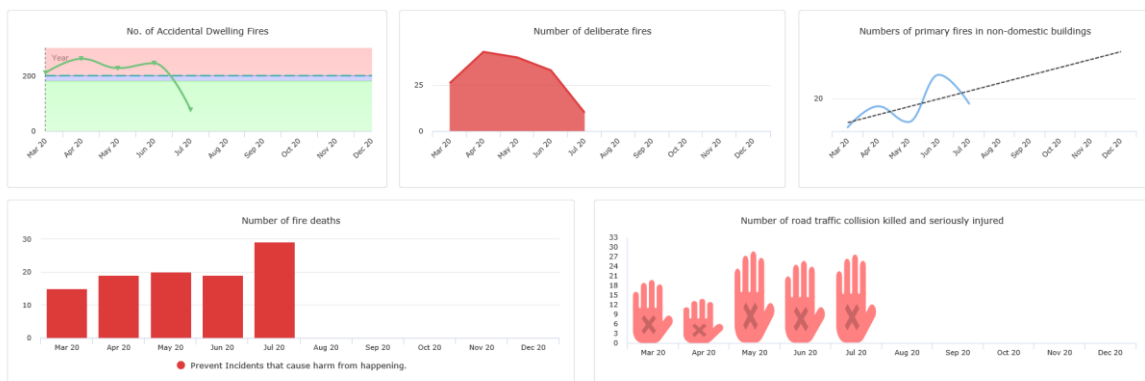 No. of Accidental Dwelling Fires
Year
200
0
Mar 20 Apr 20 May 20 Jun 20 Jul 20 Aug 20 Sep 20 Oct 20 Nov 20 Dec 20
Number of deliberate fires
25
0
Mar 20 Apr 20 May 20 Jun 20 Jul 20 Aug 20 Sep 20 Oct 20 Nov 20 Dec 20
Numbers of primary fires in non-domestic buildings
20
Mar 20 Apr 20 May 20 Jun 20 Jul 20 Aug 20 Sep 20 Oct 20 Nov 20 Dec 20
Number of fire deaths
30
20
10
0
Mar 20 Apr 20 May 20 Jun 20 Jul 20 Aug 20 Sep 20 Oct 20 Nov 20 Dec 20
Prevent Incidents that cause harm from happening.
Number of road traffic collision killed and seriously injured
33
30
27
24
21
18
15
12
9
6
3
0
Mar 20 Apr 20 May 20 Jun 20 Jul 20 Aug 20 Sep 20 Oct 20 Nov 20 Dec 20